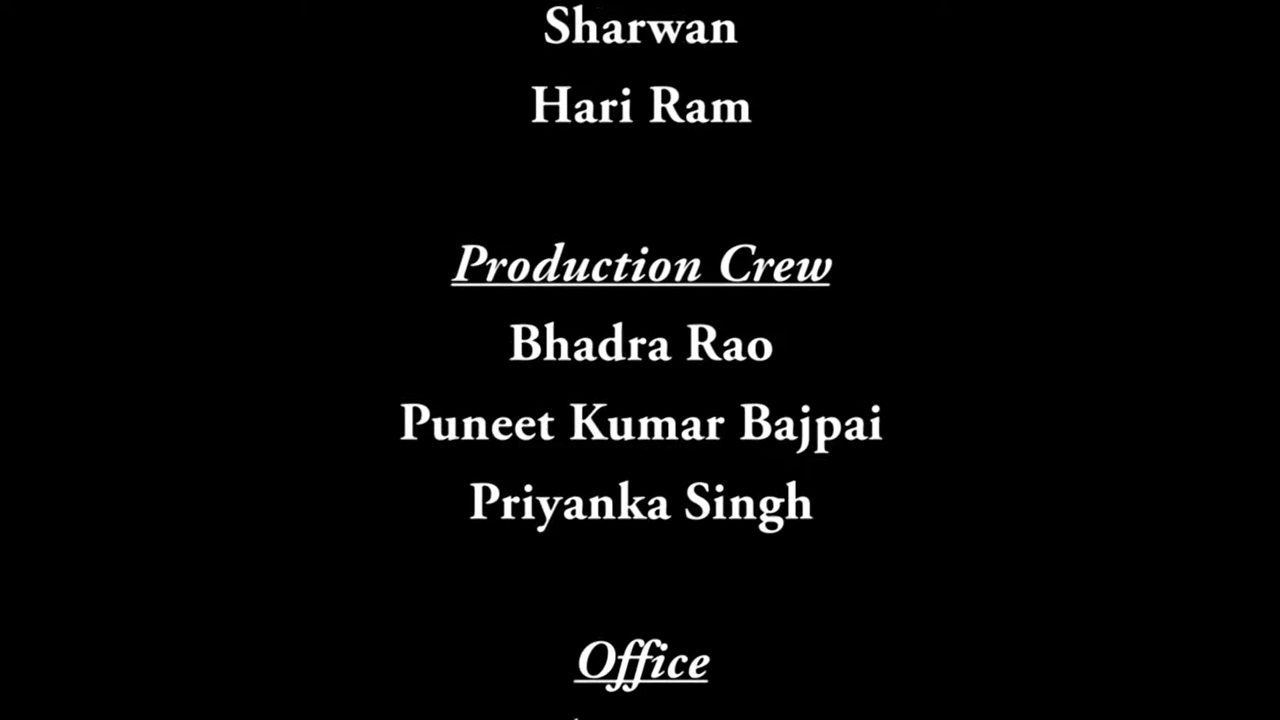 Sharwan
Hari Ram
Production Crew
Bhadra Rao
Puneet Kumar Bajpai
Priyanka Singh
Office